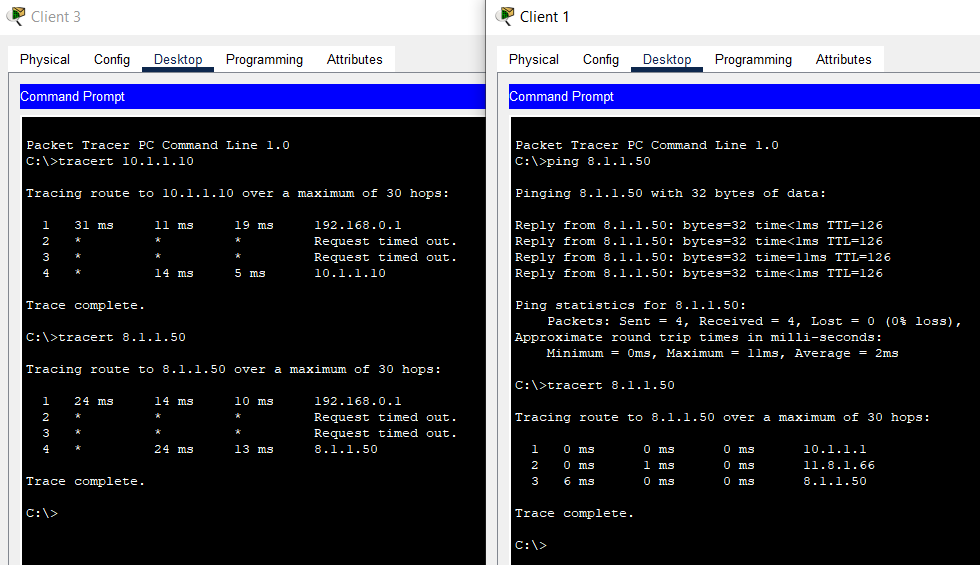 Client 3
Physical Config Desktop Programming Attributes
Command Prompt
Packet Tracer PC Command Line 1.0
C:\>tracert 10.1.1.10
Tracing route to 10.1.1.10 over a maximum of 30 hops:
1 31 ms 11 ms 19 ms 192.168.0.1
2 * * * Request timed out.
3 * * * Request timed out.
4 * 14 ms 5 ms 10.1.1.10
Trace complete.
C:\>tracert 8.1.1.50
Tracing route to 8.1.1.50 over a maximum of 30 hops:
1 24 ms 14 ms 10 ms 192.168.0.1
2 * * * Request timed out.
3 * * * Request timed out.
4 * 24 ms 13 ms 8.1.1.50
Trace complete.
C:\>
Client 1
Physical Config Desktop Programming Attributes
Command Prompt
Packet Tracer PC Command Line 1.0
C:\>ping 8.1.1.50
Pinging 8.1.1.50 with 32 bytes of data:
Reply from 8.1.1.50: bytes=32 time<1ms TTL=126
Reply from 8.1.1.50: bytes=32 time<1ms TTL=126
Reply from 8.1.1.50: bytes=32 time=11ms TTL=126
Reply from 8.1.1.50: bytes=32 time<1ms TTL=126
Ping statistics for 8.1.1.50:
Packets: Sent = 4, Received = 4, Lost = 0 (0% loss),
Approximate round trip times in milli-seconds:
Minimum = 0ms, Maximum = 11ms, Average = 2ms
C:\>tracert 8.1.1.50
Tracing route to 8.1.1.50 over a maximum of 30 hops:
1 0 ms 0 ms 0 ms 10.1.1.1
2 0 ms 1 ms 0 ms 11.8.1.66
3 6 ms 0 ms 0 ms 8.1.1.50
Trace complete.
C:\>